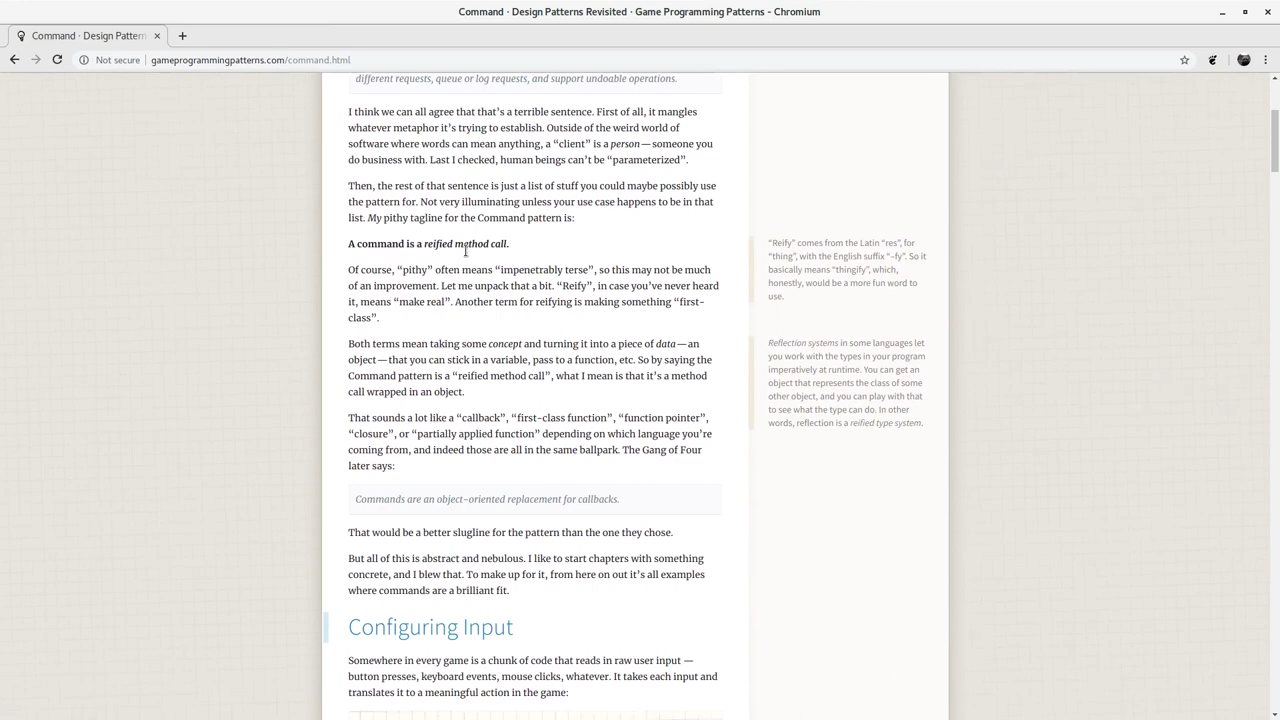 Command · Design Patterns Revisited · Game Programming Patterns - Chromium
Command · Design Pattern
Not secure
gameprogrammingpatterns.com/command.html
different requests, queue or log requests, and support undoable operations.
I think we can all agree that that’s a terrible sentence. First of all, it mangles
whatever metaphor it’s trying to establish. Outside of the weird world of
software where words can mean anything, a “client” is a person—someone you
do business with. Last I checked, human beings can’t be “parameterized”.
Then, the rest of that sentence is just a list of stuff you could maybe possibly use
the pattern for. Not very illuminating unless your use case happens to be in that
list. My pithy tagline for the Command pattern is:
A command is a reified method call.
Of course, “pithy” often means “impenetrably terse”, so this may not be much
of an improvement. Let me unpack that a bit. “Reify”, in case you’ve never heard
it, means “make real”. Another term for reifying is making something “first-
class”.
Both terms mean taking some concept and turning it into a piece of data—an
object—that you can stick in a variable, pass to a function, etc. So by saying the
Command pattern is a “reified method call”, what I mean is that it’s a method
call wrapped in an object.
That sounds a lot like a “callback”, “first-class function”, “function pointer”,
“closure”, or “partially applied function” depending on which language you’re
coming from, and indeed those are all in the same ballpark. The Gang of Four
later says:
Commands are an object-oriented replacement for callbacks.
That would be a better slugline for the pattern than the one they chose.
But all of this is abstract and nebulous. I like to start chapters with something
concrete, and I blew that. To make up for it, from here on out it’s all examples
where commands are a brilliant fit.
Configuring Input
Somewhere in every game is a chunk of code that reads in raw user input —
button presses, keyboard events, mouse clicks, whatever. It takes each input and
translates it to a meaningful action in the game:
“Reify” comes from the Latin “res”, for
“thing”, with the English suffix “–fy”. So it
basically means “thingify”, which,
honestly, would be a more fun word to
use.
Reflection systems in some languages let
you work with the types in your program
imperatively at runtime. You can get an
object that represents the class of some
other object, and you can play with that
to see what the type can do. In other
words, reflection is a reified type system.